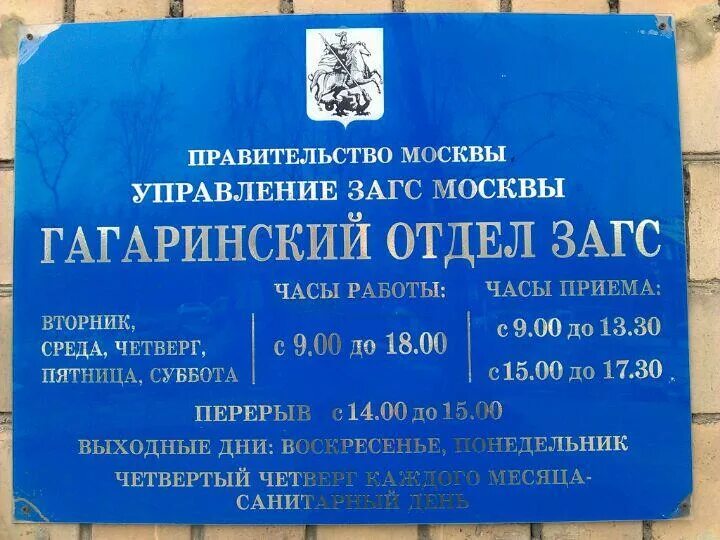 ПРАВИТЕЛЬСТВО МОСКВЫ
УПРАВЛЕНИЕ ЗАГС МОСКВЫ
ГАГАРИНСКИЙ ОТДЕЛ ЗАГС
ЧАСЫ РАБОТЫ: ЧАСЫ ПРИЕМА:
ВТОРНИК,
СРЕДА, ЧЕТВЕРГ,
ПЯТНИЦА, СУББОТА
с 9.00 до 18.00
с 9.00 до 13.30
с 15.00 до 17.30
ПЕРЕРЫВ с 14.00 до 15.00
ВЫХОДНЫЕ ДНИ: ВОСКРЕСЕНЬЕ, ПОНЕДЕЛЬНИК
ЧЕТВЕРТЫЙ ЧЕТВЕРГ КАЖДОГО МЕСЯЦА-
САНИТАРНЫЙ ДЕНЬ